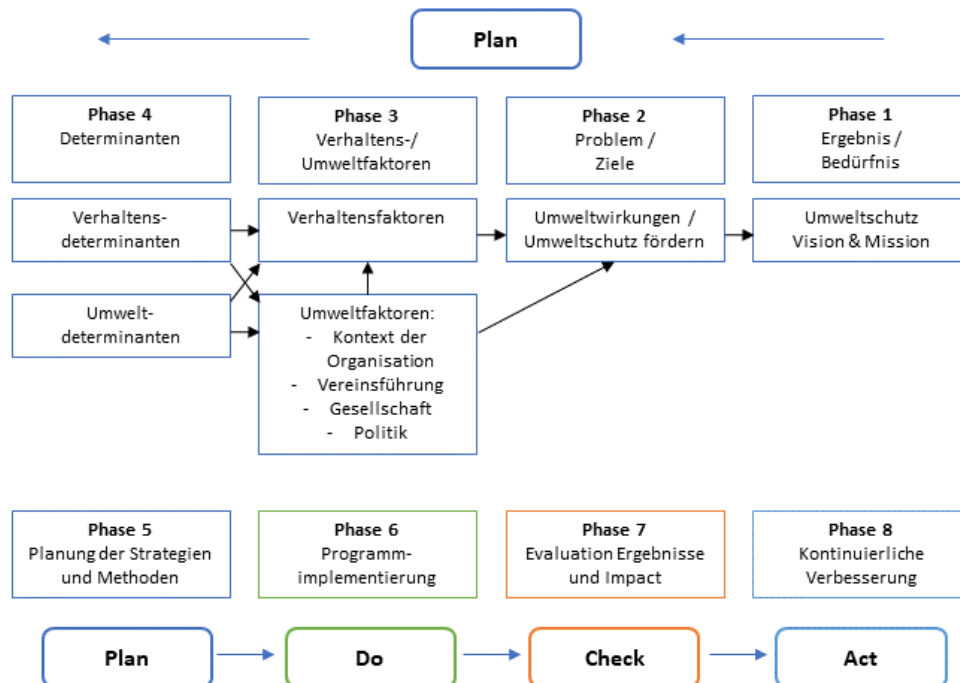 Plan
Phase 4
Determinanten
Phase 3
Verhaltens-/
Umweltfaktoren
Phase 2
Problem /
Ziele
Phase 1
Ergebnis /
Bedürfnis
Verhaltens-
determinanten
Verhaltensfaktoren
Umweltwirkungen /
Umweltschutz fördern
Umweltschutz
Vision & Mission
Umwelt-
determinanten
Umweltfaktoren:
- Kontext der
Organisation
- Vereinsführung
- Gesellschaft
- Politik
Phase 5
Planung der Strategien
und Methoden
Phase 6
Programm-
implementierung
Phase 7
Evaluation Ergebnisse
und Impact
Phase 8
Kontinuierliche
Verbesserung
Plan
Do
Check
Act